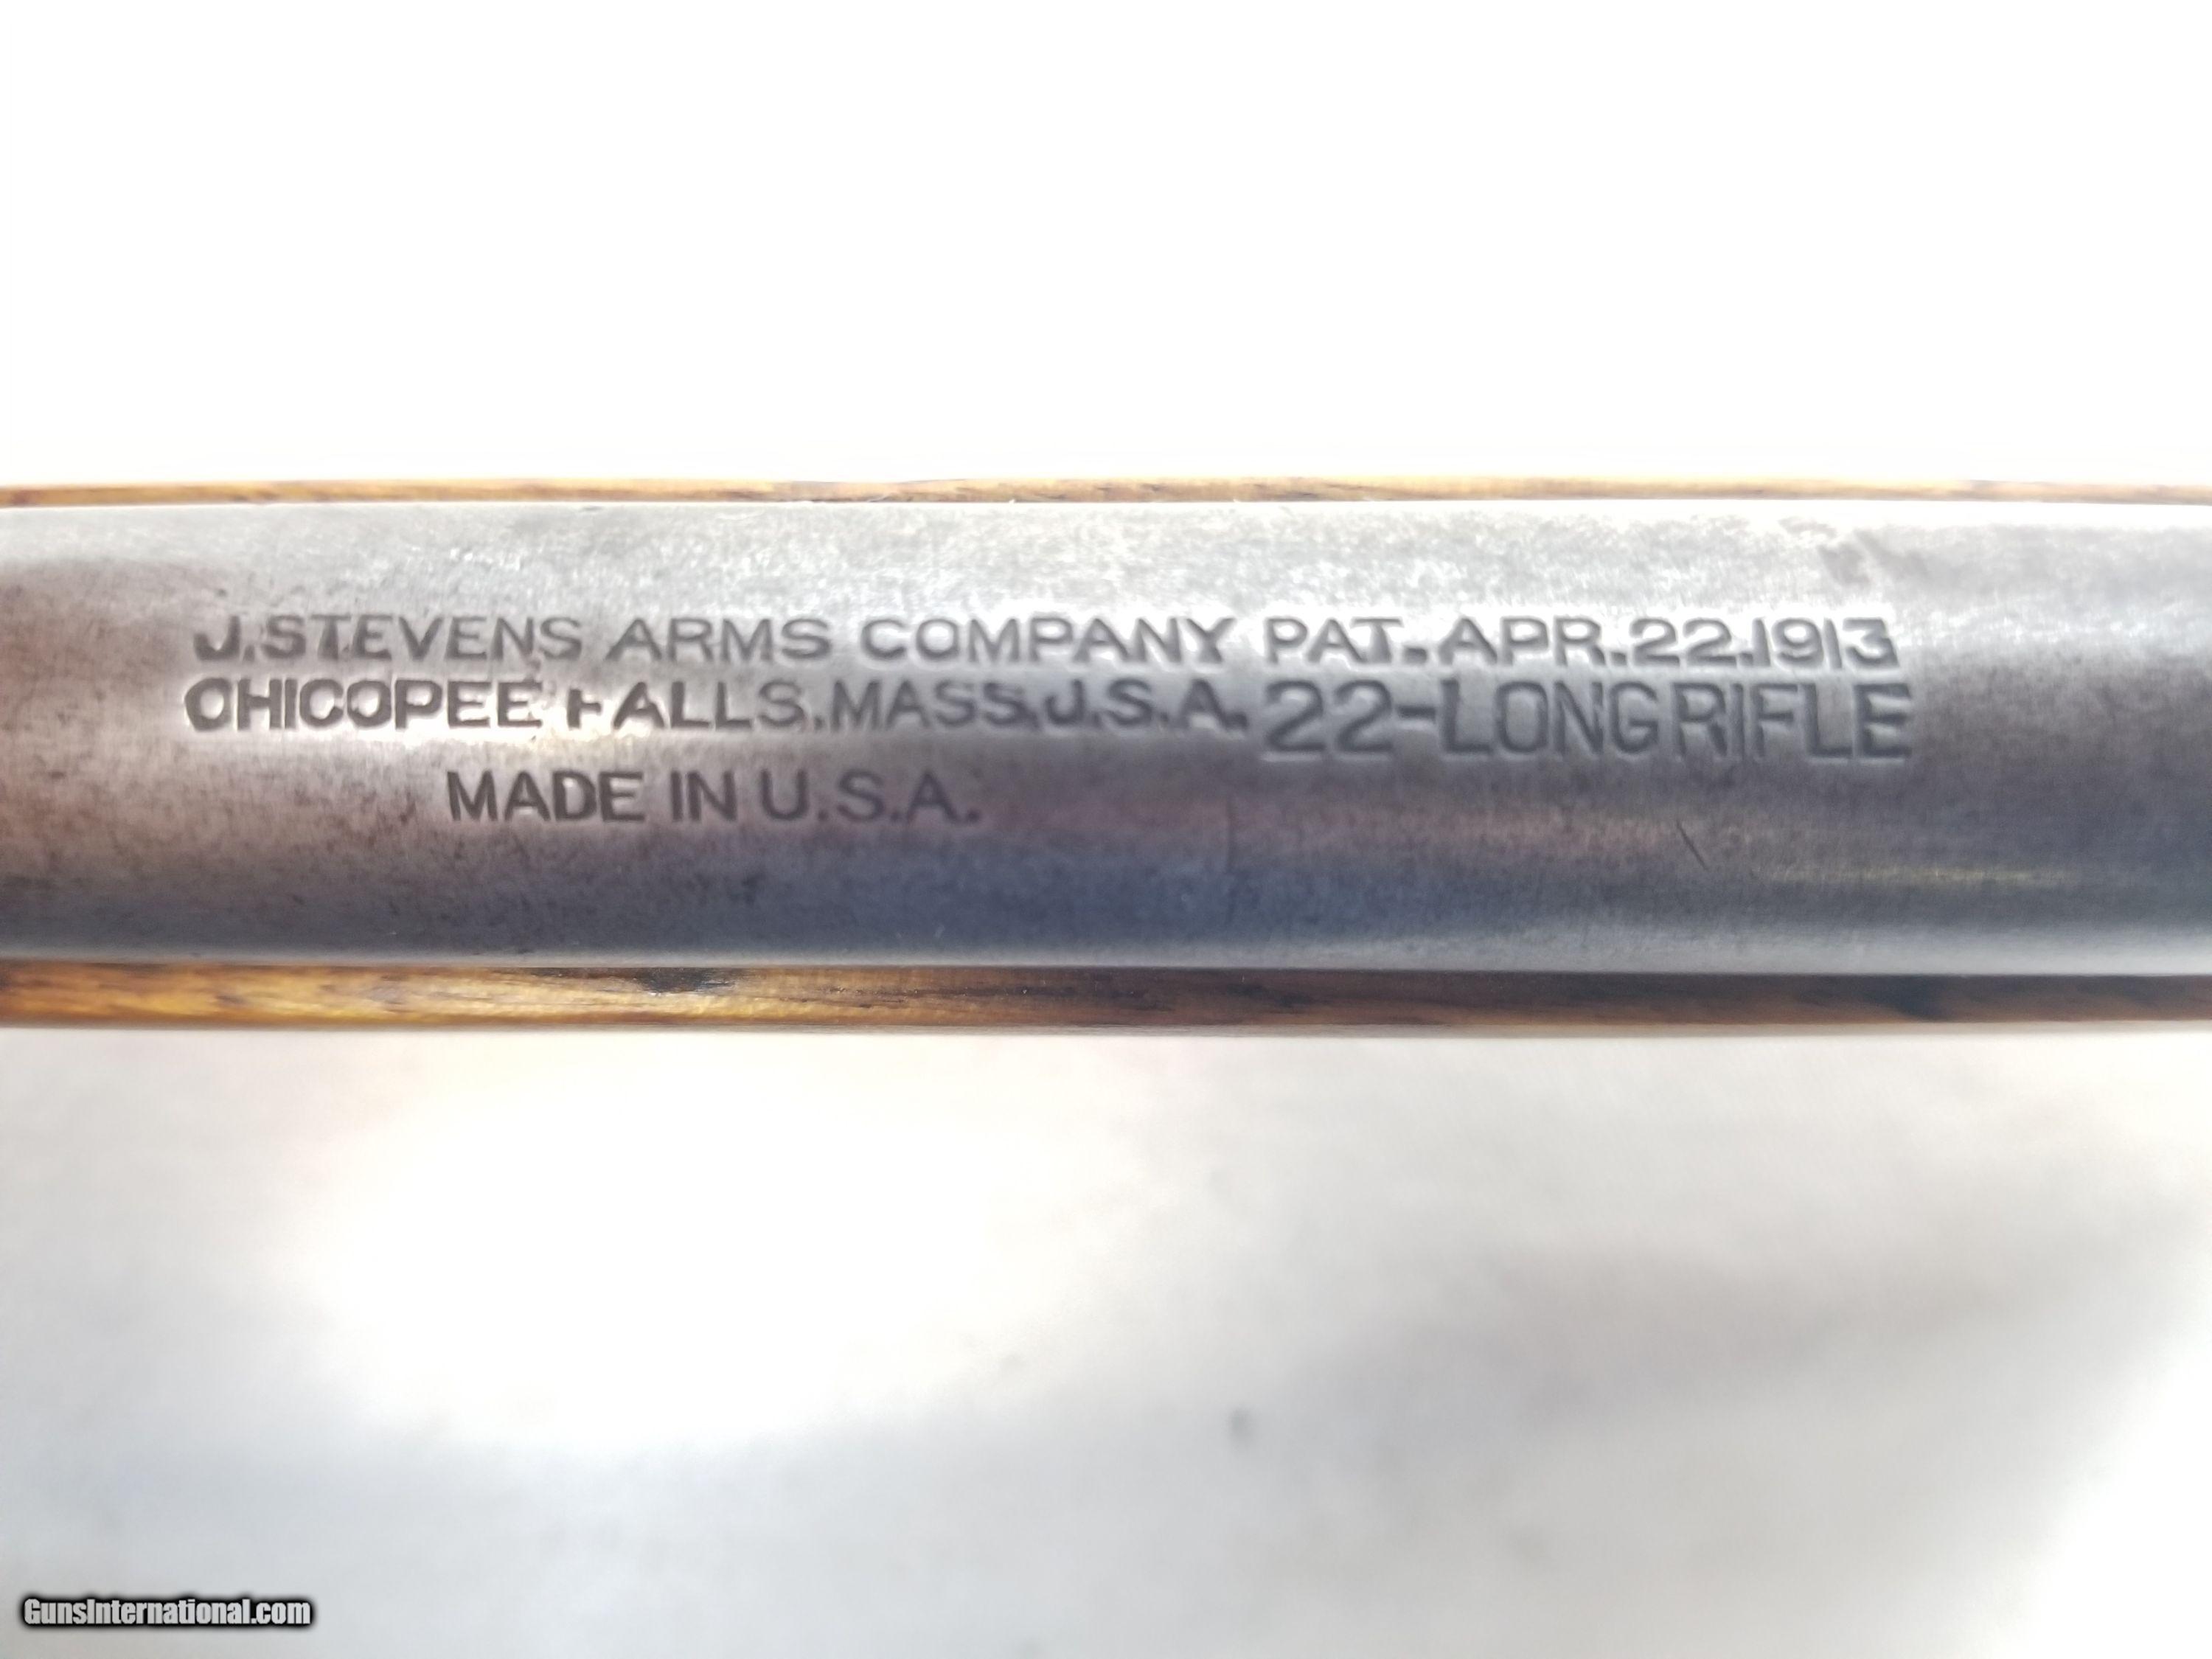 J. STEVENS ARMS COMPANY PAT. APR. 22. 1913
CHICOPEE FALLS. MASS. U.S.A. 22-LONG RIFLE
MADE IN U.S.A.
GunsInternational.com